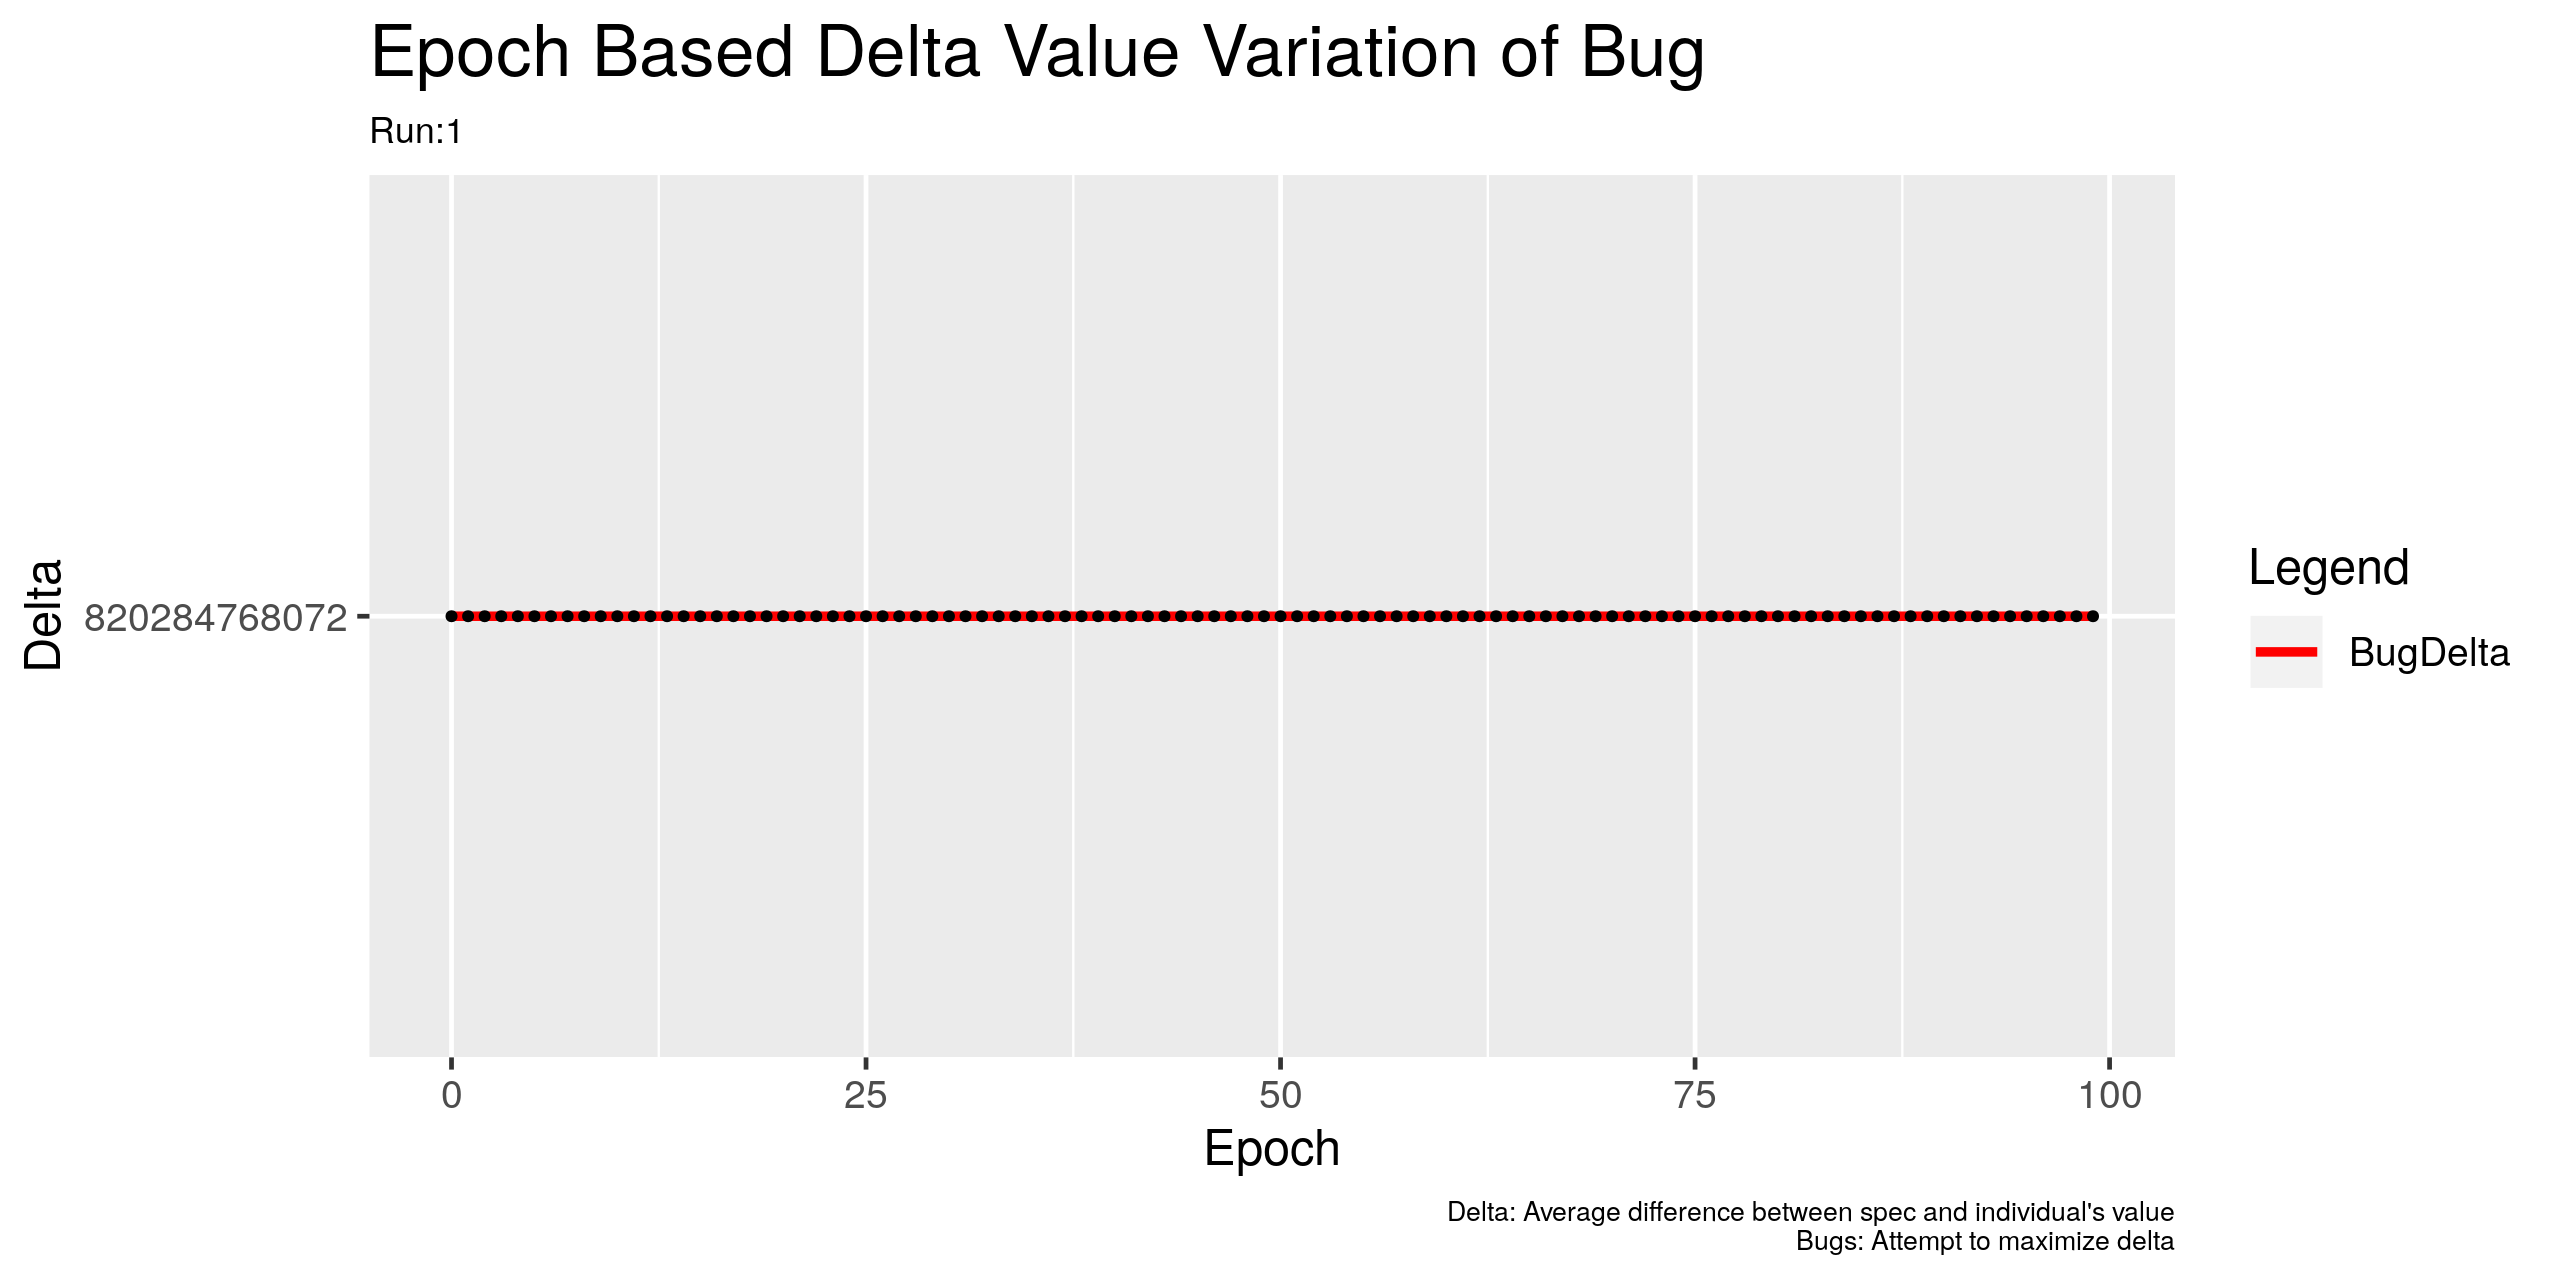 Epoch Based Delta Value Variation of Bug
Run:1
Delta
820284768072
0 25 50 75 100
Epoch
Legend
BugDelta
Delta: Average difference between spec and individual's value
Bugs: Attempt to maximize delta